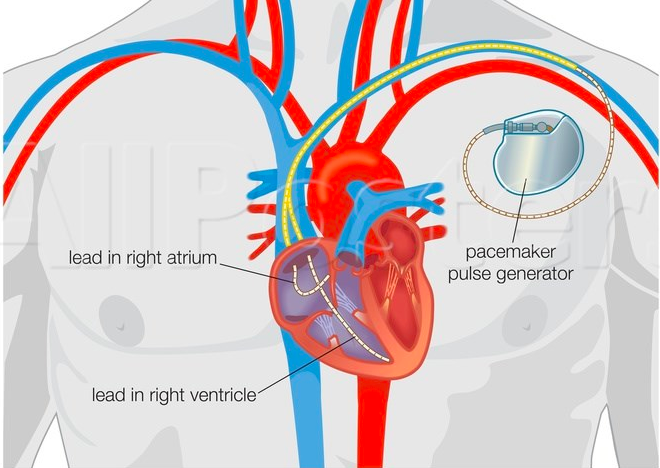 lead in right atrium
pacemaker
pulse generator
lead in right ventricle